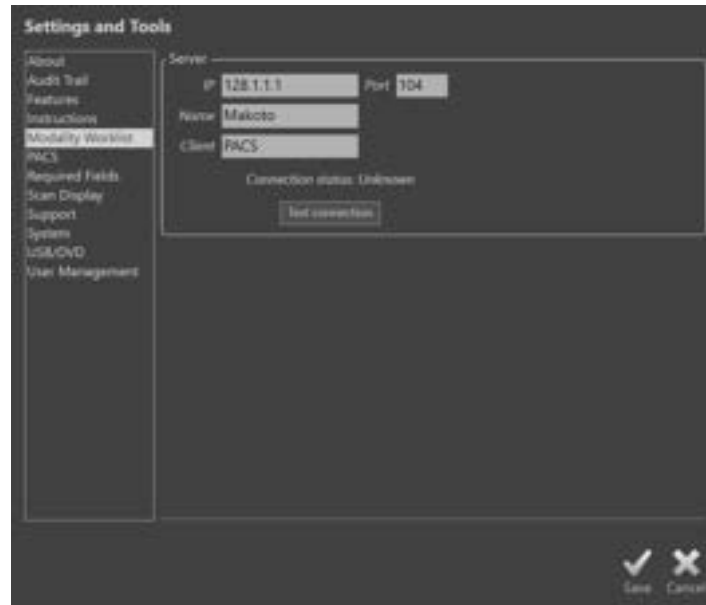 Settings and Tools
About
Audit Trail
Features
Instructions
Modality Worklist
PACS
Required Fields
Scan Display
Support
System
USB/DVD
User Management
Server
IP 128.1.1.1 Port 104
Name Makoto
Client PACS
Connection status: Unknown
Test connection
Save Cancel